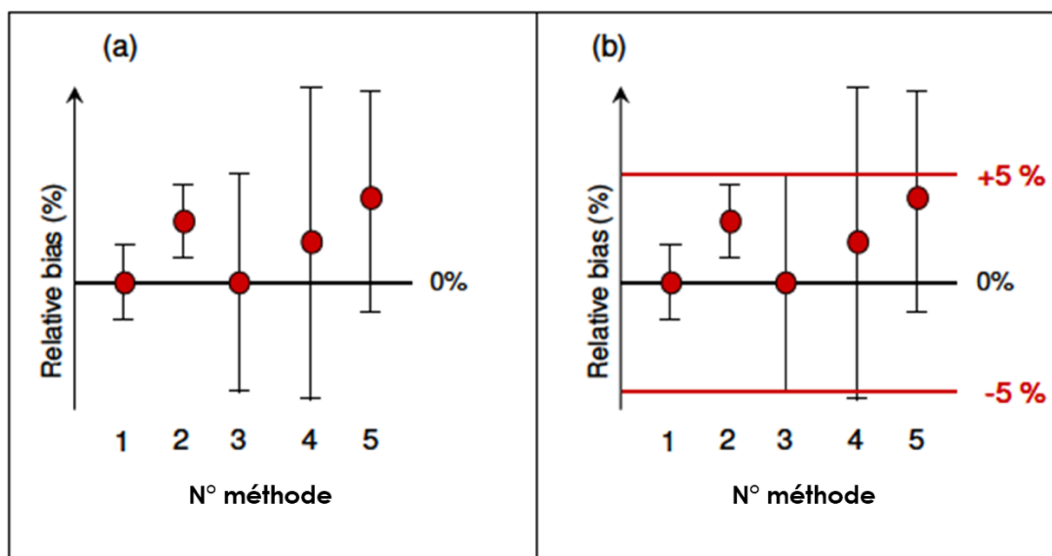 (a)
Relative bias (%)
0%
1 2 3 4 5
N° méthode
(b)
Relative bias (%)
+5 %
0%
-5 %
1 2 3 4 5
N° méthode